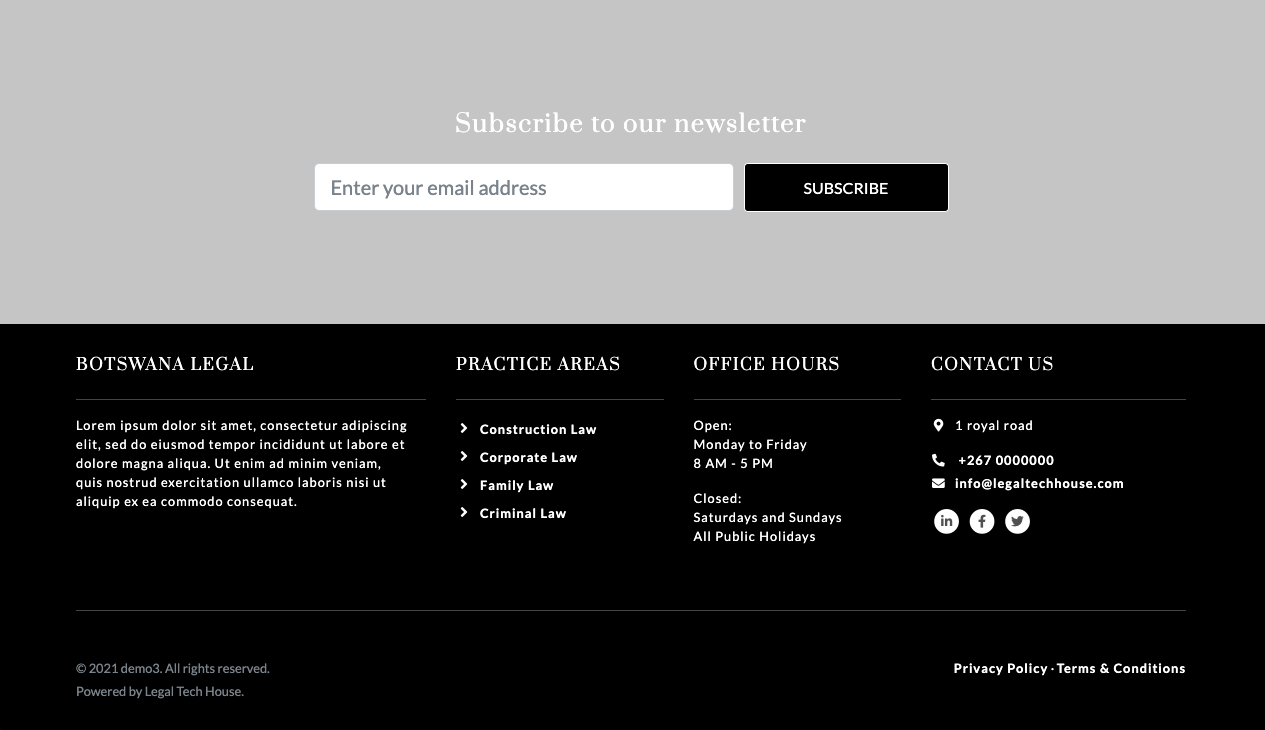 Subscribe to our newsletter
Enter your email address
SUBSCRIBE
BOTSWANA LEGAL
Lorem ipsum dolor sit amet, consectetur adipiscing
elit, sed do eiusmod tempor incididunt ut labore et
dolore magna aliqua. Ut enim ad minim veniam,
quis nostrud exercitation ullamco laboris nisi ut
aliquip ex ea commodo consequat.
PRACTICE AREAS
Construction Law
Corporate Law
Family Law
Criminal Law
OFFICE HOURS
Open:
Monday to Friday
8 AM - 5 PM
Closed:
Saturdays and Sundays
All Public Holidays
CONTACT US
1 royal road
+267 0000000
info@legaltechhouse.com
© 2021 demo3. All rights reserved.
Powered by Legal Tech House.
Privacy Policy · Terms & Conditions